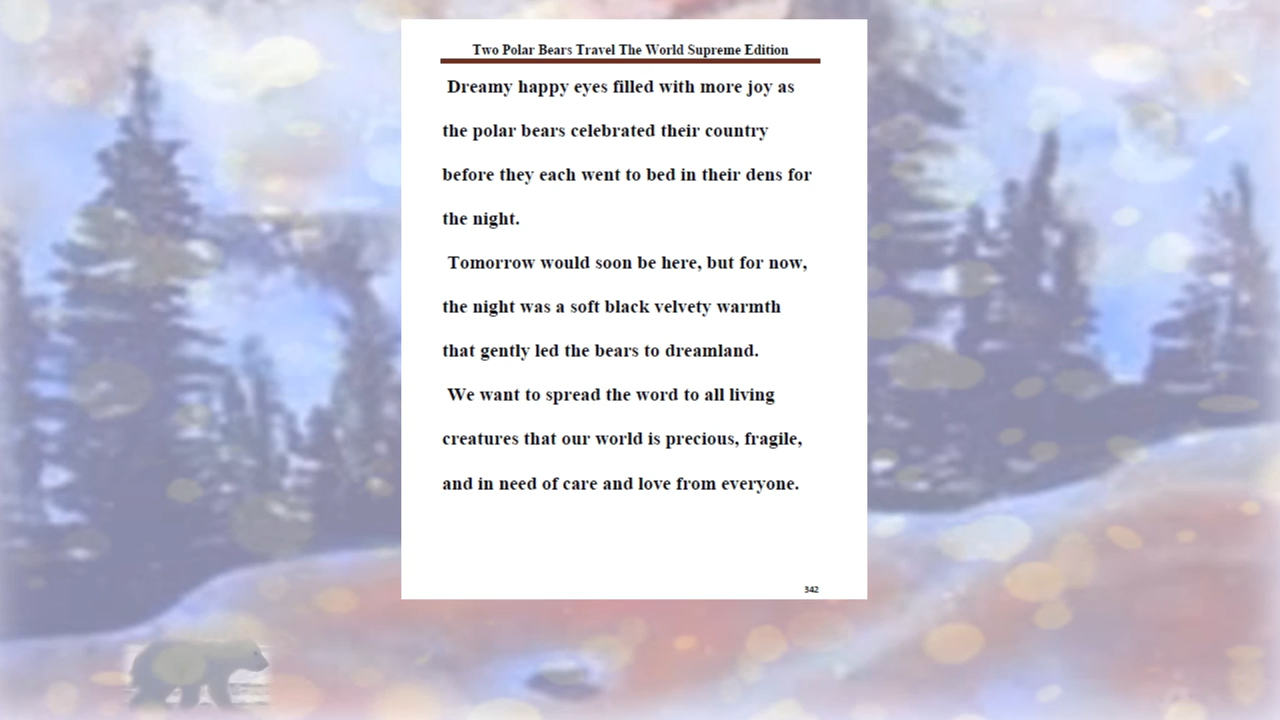 Two Polar Bears Travel The World Supreme Edition
Dreamy happy eyes filled with more joy as
the polar bears celebrated their country
before they each went to bed in their dens for
the night.
Tomorrow would soon be here, but for now,
the night was a soft black velvety warmth
that gently led the bears to dreamland.
We want to spread the word to all living
creatures that our world is precious, fragile,
and in need of care and love from everyone.
342